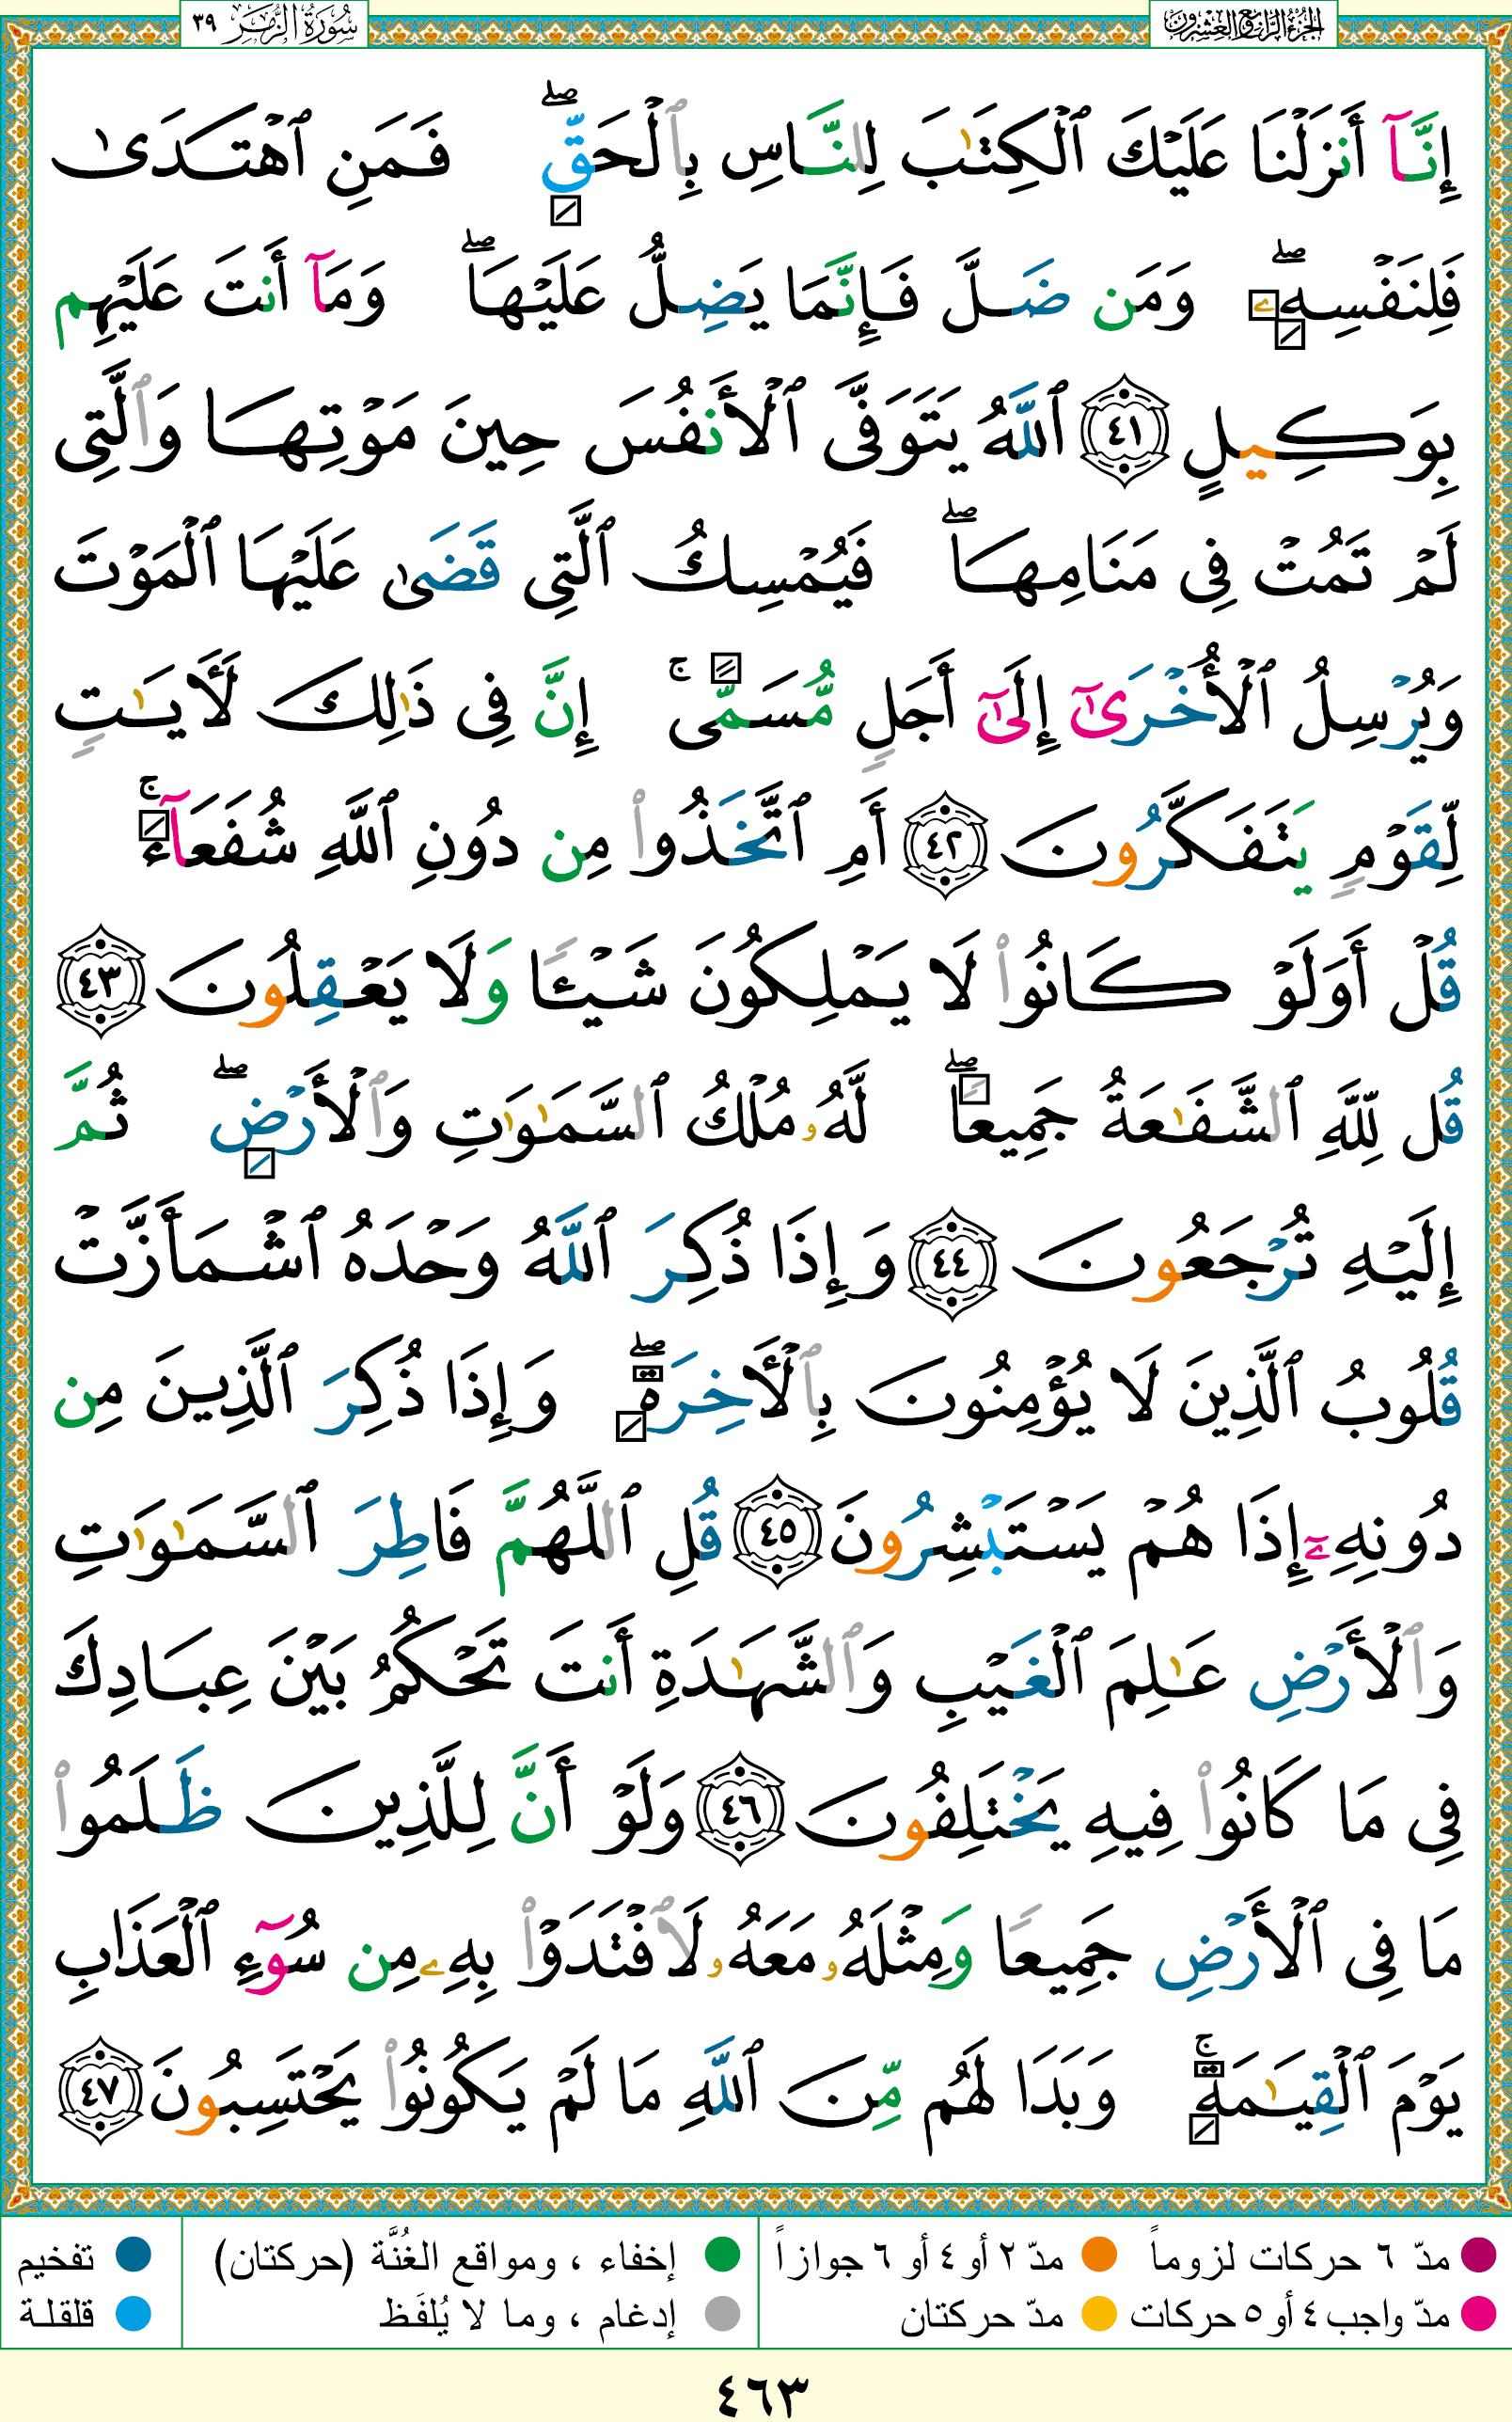 الجزء الرابع والعشرون
سورة الزمر ٣٩
إِنَّآ أَنزَلْنَا عَلَيْكَ ٱلْكِتَٰبَ لِلنَّاسِ بِٱلْحَقِّ ۖ فَمَنِ ٱهْتَدَىٰ
فَلِنَفْسِهِۦ ۖ وَمَن ضَلَّ فَإِنَّمَا يَضِلُّ عَلَيْهَا ۖ وَمَآ أَنتَ عَلَيْهِم
بِوَكِيلٍ ٤١ ٱللَّهُ يَتَوَفَّى ٱلْأَنفُسَ حِينَ مَوْتِهَا وَٱلَّتِى
لَمْ تَمُتْ فِى مَنَامِهَا ۖ فَيُمْسِكُ ٱلَّتِى قَضَىٰ عَلَيْهَا ٱلْمَوْتَ
وَيُرْسِلُ ٱلْأُخْرَىٰٓ إِلَىٰٓ أَجَلٍ مُّسَمًّى ۚ إِنَّ فِى ذَٰلِكَ لَـَٔايَٰتٍ
لِّقَوْمٍ يَتَفَكَّرُونَ ٤٢ أَمِ ٱتَّخَذُوا۟ مِن دُونِ ٱللَّهِ شُفَعَآءَ ۚ
قُلْ أَوَلَوْ كَانُوا۟ لَا يَمْلِكُونَ شَيْـًٔا وَلَا يَعْقِلُونَ ٤٣
قُل لِّلَّهِ ٱلشَّفَٰعَةُ جَمِيعًا ۖ لَّهُۥ مُلْكُ ٱلسَّمَٰوَٰتِ وَٱلْأَرْضِ ۖ ثُمَّ
إِلَيْهِ تُرْجَعُونَ ٤٤ وَإِذَا ذُكِرَ ٱللَّهُ وَحْدَهُ ٱشْمَأَزَّتْ
قُلُوبُ ٱلَّذِينَ لَا يُؤْمِنُونَ بِٱلْـَٔاخِرَةِ ۖ وَإِذَا ذُكِرَ ٱلَّذِينَ مِن
دُونِهِۦٓ إِذَا هُمْ يَسْتَبْشِرُونَ ٤٥ قُلِ ٱللَّهُمَّ فَاطِرَ ٱلسَّمَٰوَٰتِ
وَٱلْأَرْضِ عَٰلِمَ ٱلْغَيْبِ وَٱلشَّهَٰدَةِ أَنتَ تَحْكُمُ بَيْنَ عِبَادِكَ
فِى مَا كَانُوا۟ فِيهِ يَخْتَلِفُونَ ٤٦ وَلَوْ أَنَّ لِلَّذِينَ ظَلَمُوا۟
مَا فِى ٱلْأَرْضِ جَمِيعًا وَمِثْلَهُۥ مَعَهُۥ لَٱفْتَدَوْا۟ بِهِۦ مِن سُوٓءِ ٱلْعَذَابِ
يَوْمَ ٱلْقِيَٰمَةِ ۚ وَبَدَا لَهُم مِّنَ ٱللَّهِ مَا لَمْ يَكُونُوا۟ يَحْتَسِبُونَ ٤٧
مدّ ٦ حركات لزوماً مدّ ٢ أو ٤ أو ٦ جوازاً إخفاء ، ومواقع الغُنَّة (حركتان) تفخيم
مدّ واجب ٤ أو ٥ حركات مدّ حركتان إدغام ، وما لا يُلفَظ قلقلة
٤٦٣